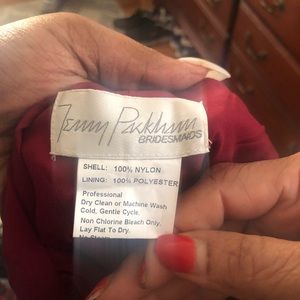 Jenny Packham
BRIDESMAIDS
SHELL: 100% NYLON
LINING: 100% POLYESTER
Professional
Dry Clean or Machine Wash
Cold, Gentle Cycle.
Non Chlorine Bleach Only.
Lay Flat To Dry.